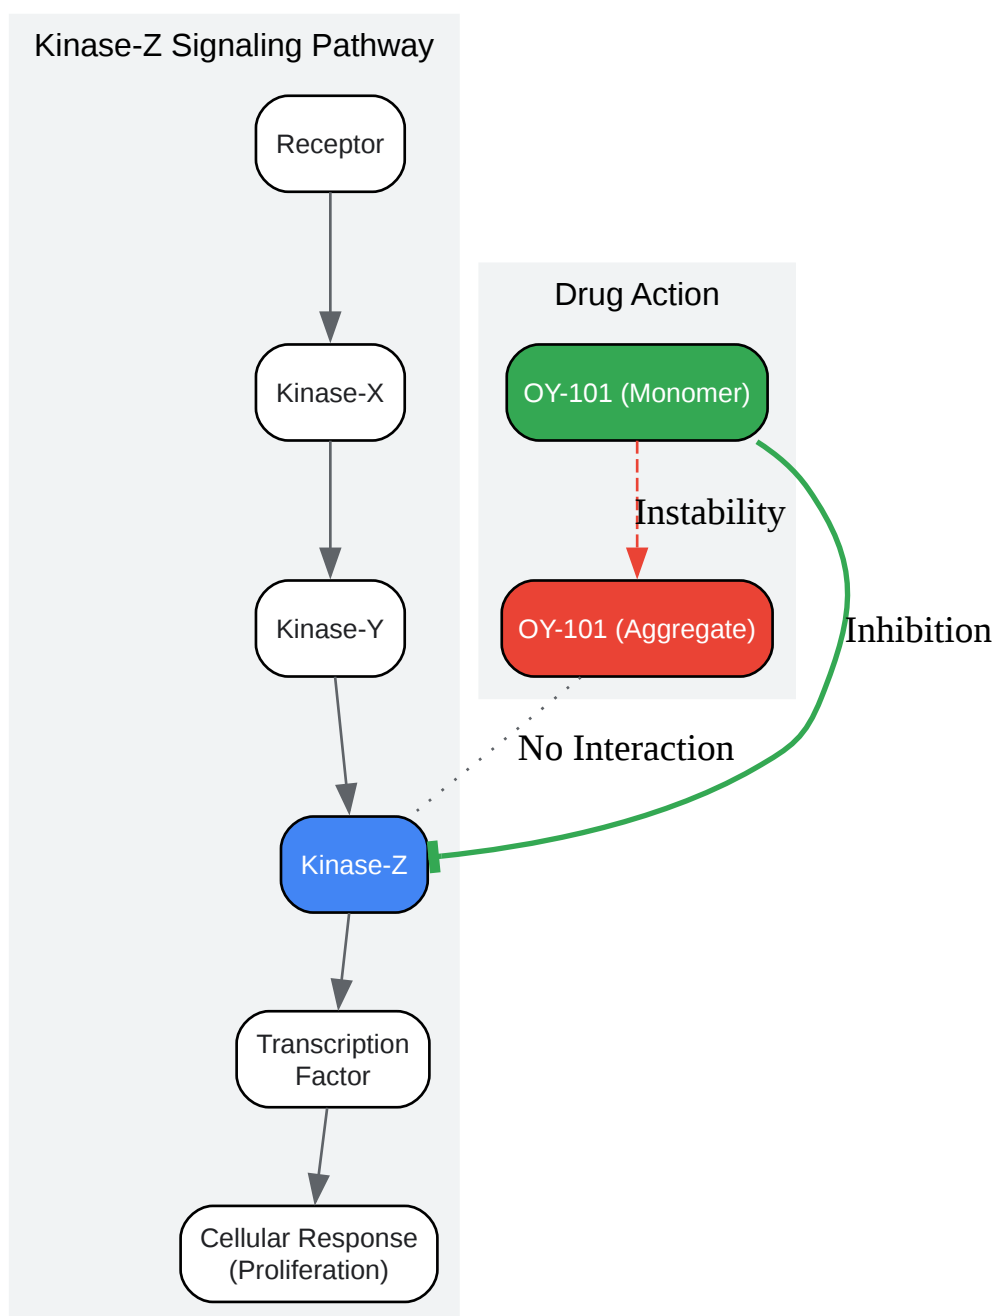 Kinase-Z Signaling Pathway
Receptor
Drug Action
Kinase-X
OY-101 (Monomer)
Instability
Kinase-Y
OY-101 (Aggregate)
Inhibition
No Interaction
Kinase-Z
Transcription
Factor
Cellular Response
(Proliferation)